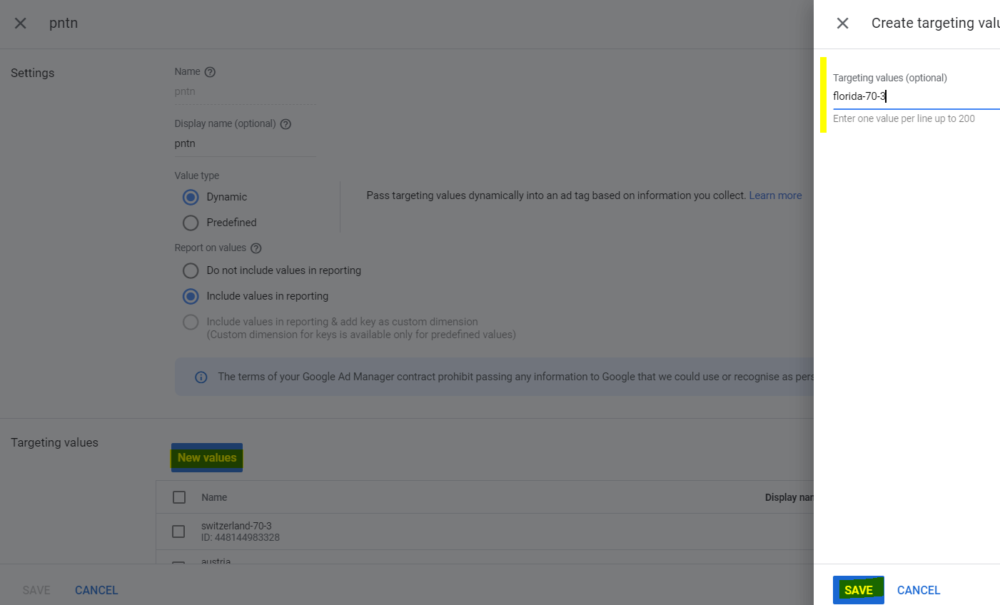 pntn
Create targeting valu
Settings
Name
pntn
Display name (optional)
pntn
Value type
Dynamic
Predefined
Pass targeting values dynamically into an ad tag based on information you collect. Learn more
Report on values
Do not include values in reporting
Include values in reporting
Include values in reporting & add key as custom dimension
(Custom dimension for keys is available only for predefined values)
The terms of your Google Ad Manager contract prohibit passing any information to Google that we could use or recognise as pers
Targeting values
New values
Name
Display nam
switzerland-70-3
ID: 448144983328
austria
SAVE
CANCEL
Targeting values (optional)
florida-70-3
Enter one value per line up to 200
SAVE
CANCEL